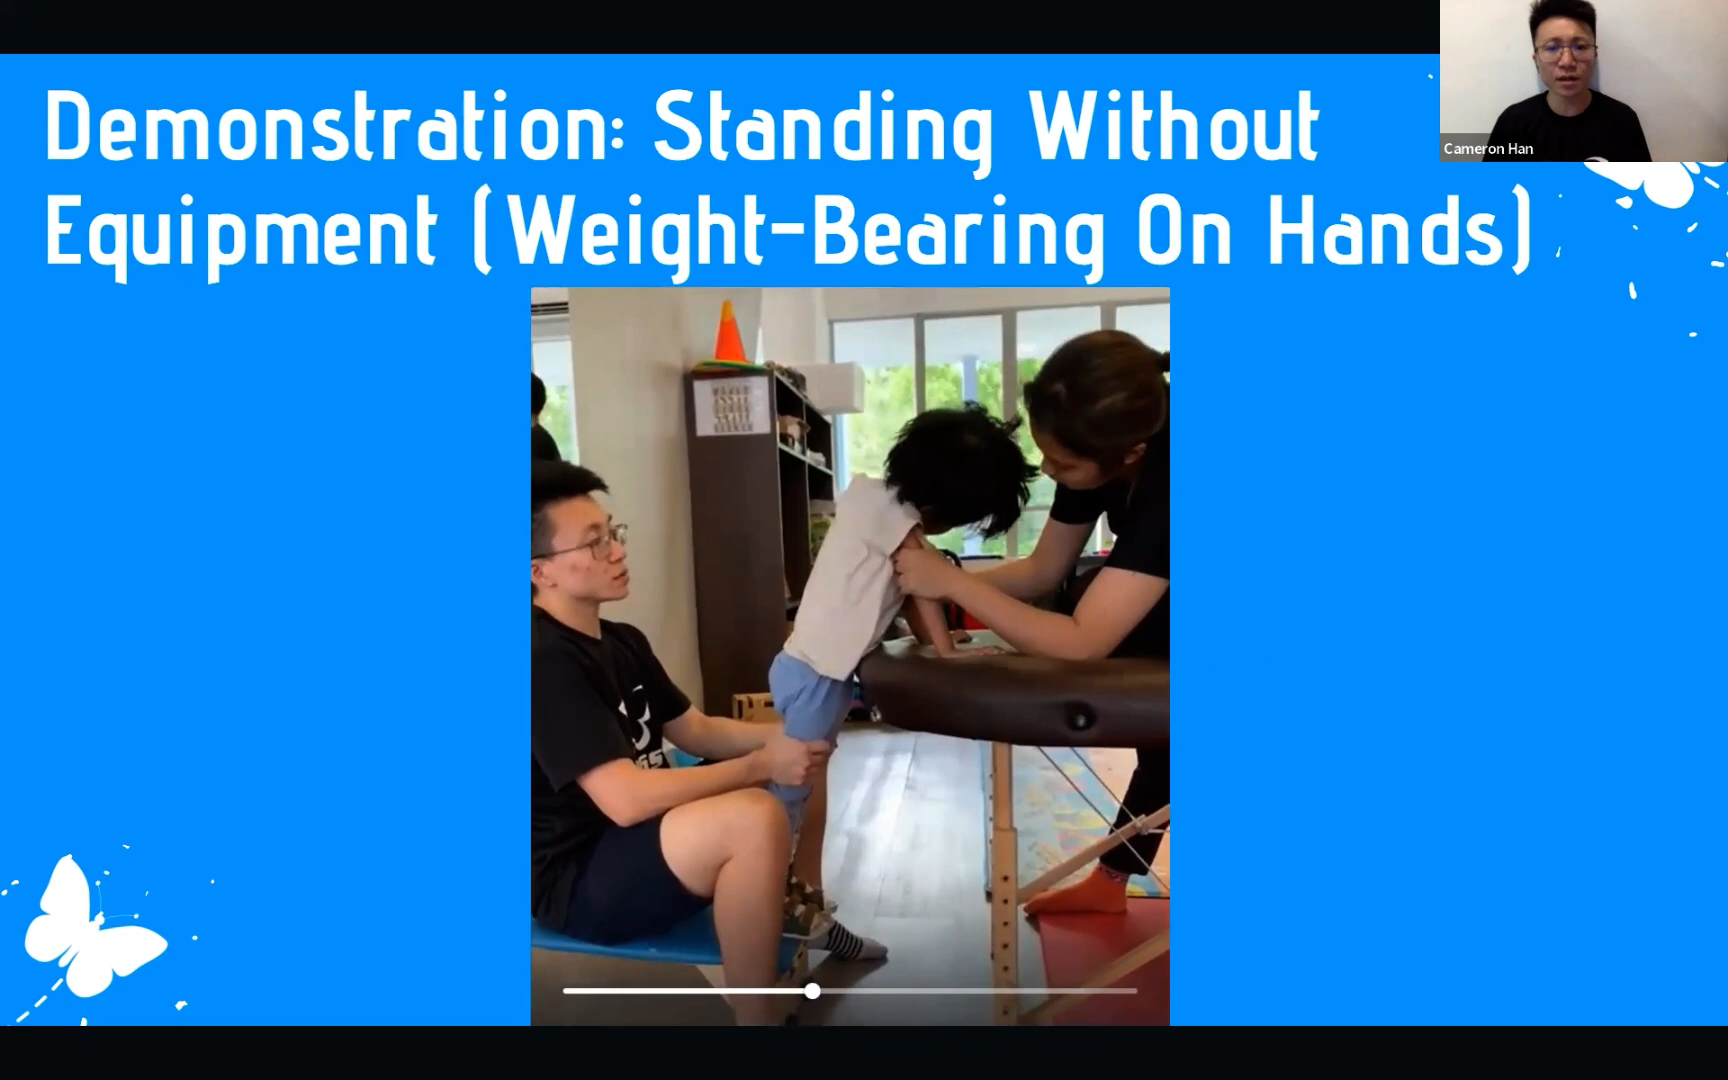 Demonstration: Standing Without
Equipment (Weight-Bearing On Hands)
Cameron Han